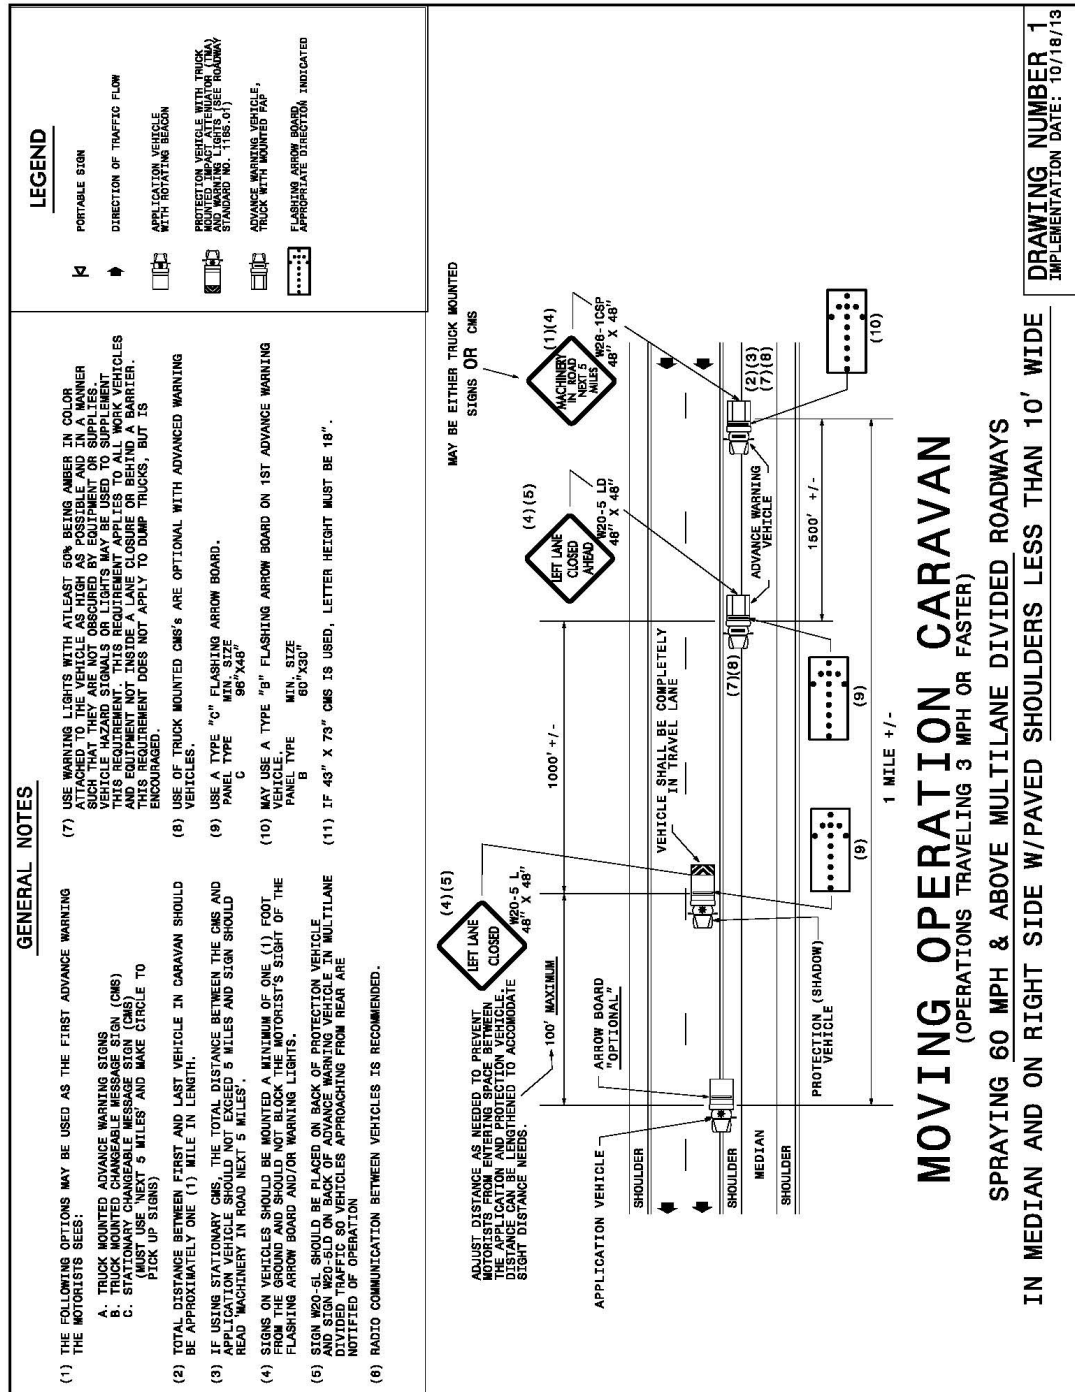 GENERAL NOTES
(1) THE FOLLOWING OPTIONS MAY BE USED AS THE FIRST ADVANCE WARNING
THE MOTORISTS SEES:
A. TRUCK MOUNTED ADVANCE WARNING SIGNS
B. TRUCK MOUNTED CHANGEABLE MESSAGE SIGN (CMS)
C. STATIONARY CHANGEABLE MESSAGE SIGN (CMS)
(MUST USE 'NEXT 5 MILES' AND MAKE CIRCLE TO
PICK UP SIGNS)
(2) TOTAL DISTANCE BETWEEN FIRST AND LAST VEHICLE IN CARAVAN SHOULD
BE APPROXIMATELY ONE (1) MILE IN LENGTH.
(3) IF USING STATIONARY CMS, THE TOTAL DISTANCE BETWEEN THE CMS AND
APPLICATION VEHICLE SHOULD NOT EXCEED 5 MILES AND SIGN SHOULD
READ 'MACHINERY IN ROAD NEXT 5 MILES'.
(4) SIGNS ON VEHICLES SHOULD BE MOUNTED A MINIMUM OF ONE (1) FOOT
FROM THE GROUND AND SHOULD NOT BLOCK THE MOTORIST'S SIGHT OF THE
FLASHING ARROW BOARD AND/OR WARNING LIGHTS.
(5) SIGN W20-5L SHOULD BE PLACED ON BACK OF PROTECTION VEHICLE
AND SIGN W20-5LD ON BACK OF ADVANCE WARNING VEHICLE IN MULTILANE
DIVIDED TRAFFIC SO VEHICLES APPROACHING FROM REAR ARE
NOTIFIED OF OPERATION
(6) RADIO COMMUNICATION BETWEEN VEHICLES IS RECOMMENDED.
(7) USE WARNING LIGHTS WITH ATLEAST 50% BEING AMBER IN COLOR
ATTACHED TO THE VEHICLE AS HIGH AS POSSIBLE AND IN A MANNER
SUCH THAT THEY ARE NOT OBSCURED BY EQUIPMENT OR SUPPLIES.
VEHICLE HAZARD SIGNALS OR LIGHTS MAY BE USED TO SUPPLEMENT
THIS REQUIREMENT. THIS REQUIREMENT APPLIES TO ALL WORK VEHICLES
AND EQUIPMENT NOT INSIDE A LANE CLOSURE OR BEHIND A BARRIER.
THIS REQUIREMENT DOES NOT APPLY TO DUMP TRUCKS, BUT IS
ENCOURAGED.
(8) USE OF TRUCK MOUNTED CMS's ARE OPTIONAL WITH ADVANCED WARNING
VEHICLES.
(9) USE A TYPE "C" FLASHING ARROW BOARD.
PANEL TYPE MIN. SIZE
C 96"X48"
(10) MAY USE A TYPE "B" FLASHING ARROW BOARD ON 1ST ADVANCE WARNING
VEHICLE.
PANEL TYPE MIN. SIZE
B 60"X30"
(11) IF 43" X 73" CMS IS USED, LETTER HEIGHT MUST BE 18".
LEGEND
PORTABLE SIGN
DIRECTION OF TRAFFIC FLOW
APPLICATION VEHICLE
WITH ROTATING BEACON
PROTECTION VEHICLE WITH TRUCK
MOUNTED IMPACT ATTENUATOR (TMA)
AND WARNING LIGHTS (SEE ROADWAY
STANDARD NO. 1165.01)
ADVANCE WARNING VEHICLE,
TRUCK WITH MOUNTED FAP
FLASHING ARROW BOARD,
APPROPRIATE DIRECTION INDICATED
ADJUST DISTANCE AS NEEDED TO PREVENT
MOTORISTS FROM ENTERING SPACE BETWEEN
THE APPLICATION AND PROTECTION VEHICLE.
DISTANCE CAN BE LENGTHENED TO ACCOMODATE
SIGHT DISTANCE NEEDS.
(4)(5)
LEFT LANE
CLOSED
W20-5 L
48" X 48"
(4)(5)
LEFT LANE
CLOSED
AHEAD
W20-5 LD
48" X 48"
MAY BE EITHER TRUCK MOUNTED
SIGNS OR CMS
(1)(4)
MACHINERY
IN ROAD
NEXT 5
MILES
W26-1CSP
48" X 48"
100' MAXIMUM
1000' +/-
APPLICATION VEHICLE
ARROW BOARD
"OPTIONAL"
VEHICLE SHALL BE COMPLETELY
IN TRAVEL LANE
SHOULDER
SHOULDER
MEDIAN
SHOULDER
(7)(8)
(2)(3)
(7)(8)
PROTECTION (SHADOW)
VEHICLE
ADVANCE WARNING
VEHICLE
1500' +/-
(9)
(9)
(10)
1 MILE +/-
MOVING OPERATION CARAVAN
(OPERATIONS TRAVELING 3 MPH OR FASTER)
SPRAYING 60 MPH & ABOVE MULTILANE DIVIDED ROADWAYS
IN MEDIAN AND ON RIGHT SIDE W/PAVED SHOULDERS LESS THAN 10' WIDE
DRAWING NUMBER 1
IMPLEMENTATION DATE: 10/18/13